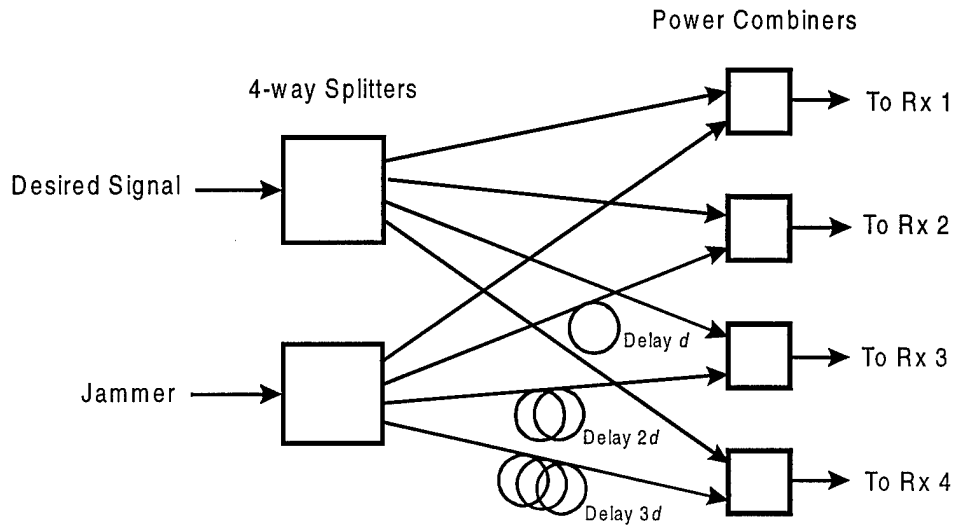 Power Combiners
4-way Splitters
To Rx 1
Desired Signal
To Rx 2
Delay d
To Rx 3
Jammer
Delay 2d
To Rx 4
Delay 3d